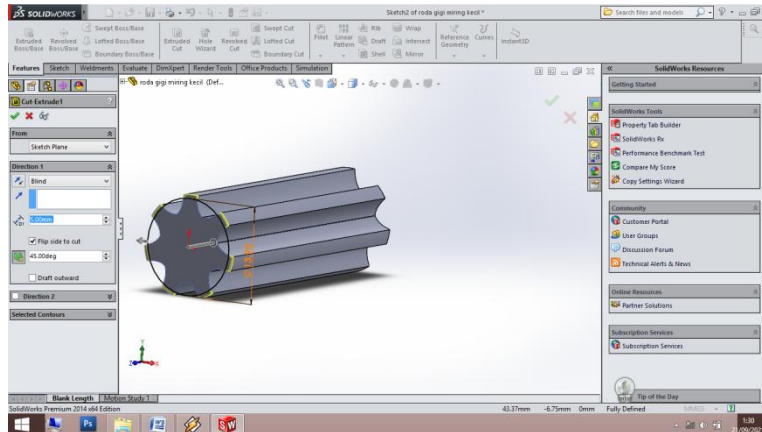 SOLIDWORKS
Sketch2 of roda gigi miring kecil *
Search files and models
Extruded Boss/Base
Revolved Boss/Base
Swept Boss/Base
Lofted Boss/Base
Boundary Boss/Base
Extruded Cut
Hole Wizard
Revolved Cut
Swept Cut
Lofted Cut
Boundary Cut
Fillet
Linear Pattern
Rib
Draft
Shell
Wrap
Intersect
Mirror
Reference Geometry
Curves
Instant3D
Features Sketch Weldments Evaluate DimXpert Render Tools Office Products Simulation
roda gigi miring kecil (Def...
Cut-Extrude1
From
Sketch Plane
Direction 1
Blind
5.00mm
Flip side to cut
45.00deg
Draft outward
Direction 2
Selected Contours
SolidWorks Resources
Getting Started
SolidWorks Tools
Property Tab Builder
SolidWorks Rx
Performance Benchmark Test
Compare My Score
Copy Settings Wizard
Community
Customer Portal
User Groups
Discussion Forum
Technical Alerts & News
Online Resources
Partner Solutions
Subscription Services
Subscription Services
Tip of the Day
Blank Length Motion Study 1
SolidWorks Premium 2014 x64 Edition
43.37mm -6.75mm 0mm Fully Defined MMGS
1:30